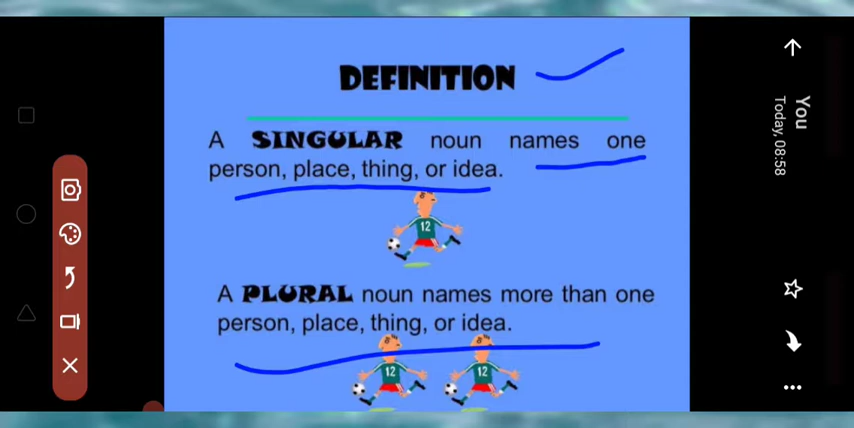 DEFINITION
A SINGULAR noun names one
person, place, thing, or idea.
12
A PLURAL noun names more than one
person, place, thing, or idea.
12 12
You
Today, 08:58